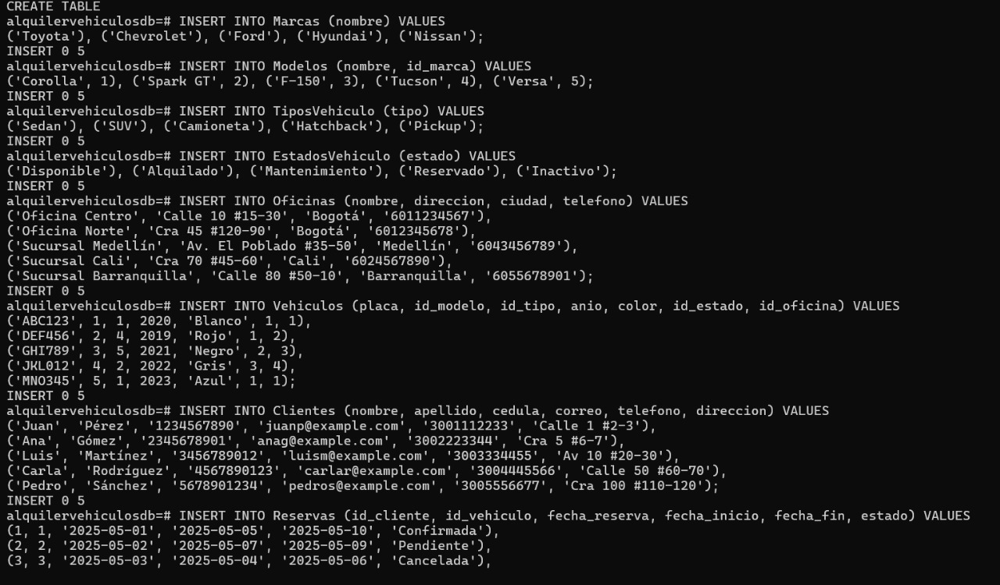 CREATE TABLE
alquilervehiculosdb=# INSERT INTO Marcas (nombre) VALUES
('Toyota'), ('Chevrolet'), ('Ford'), ('Hyundai'), ('Nissan');
INSERT 0 5
alquilervehiculosdb=# INSERT INTO Modelos (nombre, id_marca) VALUES
('Corolla', 1), ('Spark GT', 2), ('F-150', 3), ('Tucson', 4), ('Versa', 5);
INSERT 0 5
alquilervehiculosdb=# INSERT INTO TiposVehiculo (tipo) VALUES
('Sedan'), ('SUV'), ('Camioneta'), ('Hatchback'), ('Pickup');
INSERT 0 5
alquilervehiculosdb=# INSERT INTO EstadosVehiculo (estado) VALUES
('Disponible'), ('Alquilado'), ('Mantenimiento'), ('Reservado'), ('Inactivo');
INSERT 0 5
alquilervehiculosdb=# INSERT INTO Oficinas (nombre, direccion, ciudad, telefono) VALUES
('Oficina Centro', 'Calle 10 #15-30', 'Bogotá', '6011234567'),
('Oficina Norte', 'Cra 45 #120-90', 'Bogotá', '6012345678'),
('Sucursal Medellín', 'Av. El Poblado #35-50', 'Medellín', '6043456789'),
('Sucursal Cali', 'Cra 70 #45-60', 'Cali', '6024567890'),
('Sucursal Barranquilla', 'Calle 80 #50-10', 'Barranquilla', '6055678901');
INSERT 0 5
alquilervehiculosdb=# INSERT INTO Vehiculos (placa, id_modelo, id_tipo, anio, color, id_estado, id_oficina) VALUES
('ABC123', 1, 1, 2020, 'Blanco', 1, 1),
('DEF456', 2, 4, 2019, 'Rojo', 1, 2),
('GHI789', 3, 5, 2021, 'Negro', 2, 3),
('JKL012', 4, 2, 2022, 'Gris', 3, 4),
('MNO345', 5, 1, 2023, 'Azul', 1, 1);
INSERT 0 5
alquilervehiculosdb=# INSERT INTO Clientes (nombre, apellido, cedula, correo, telefono, direccion) VALUES
('Juan', 'Pérez', '1234567890', 'juanp@example.com', '3001112233', 'Calle 1 #2-3'),
('Ana', 'Gómez', '2345678901', 'anag@example.com', '3002223344', 'Cra 5 #6-7'),
('Luis', 'Martínez', '3456789012', 'luism@example.com', '3003334455', 'Av 10 #20-30'),
('Carla', 'Rodríguez', '4567890123', 'carlar@example.com', '3004445566', 'Calle 50 #60-70'),
('Pedro', 'Sánchez', '5678901234', 'pedros@example.com', '3005556677', 'Cra 100 #110-120');
INSERT 0 5
alquilervehiculosdb=# INSERT INTO Reservas (id_cliente, id_vehiculo, fecha_reserva, fecha_inicio, fecha_fin, estado) VALUES
(1, 1, '2025-05-01', '2025-05-05', '2025-05-10', 'Confirmada'),
(2, 2, '2025-05-02', '2025-05-07', '2025-05-09', 'Pendiente'),
(3, 3, '2025-05-03', '2025-05-04', '2025-05-06', 'Cancelada'),